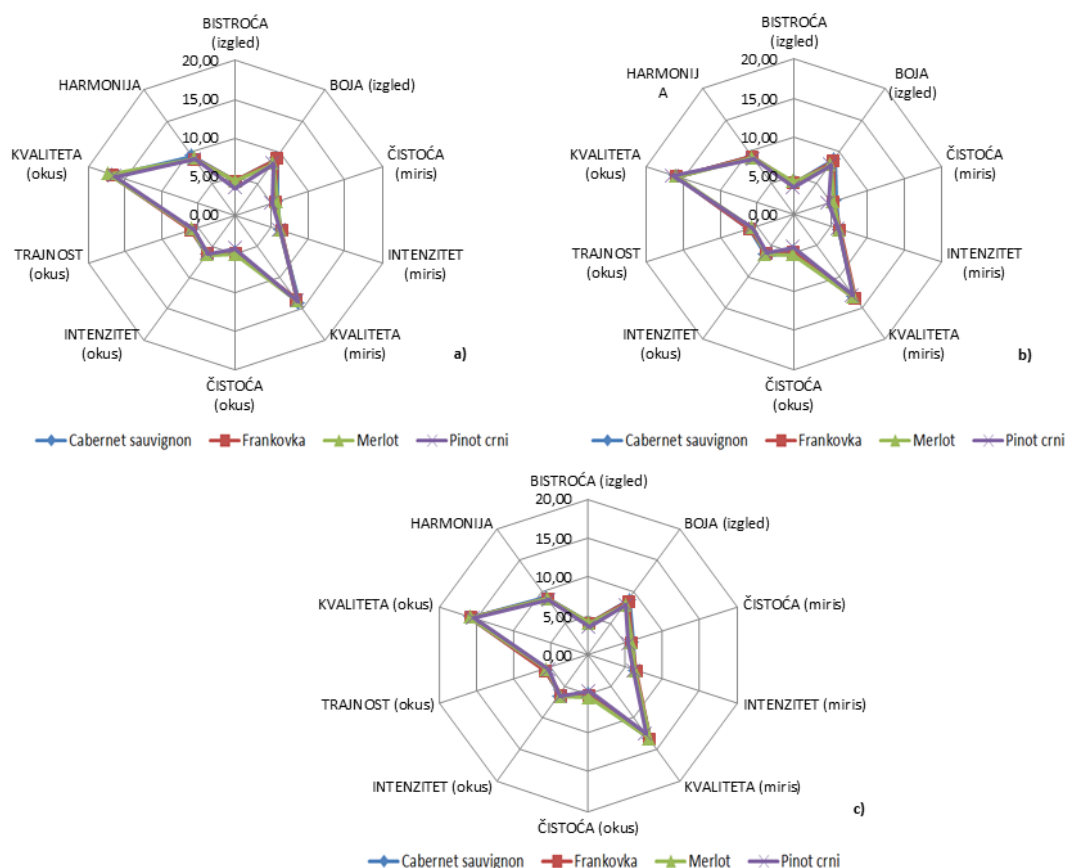 BISTROĆA
(izgled)
20,00
HARMONIJA
BOJA (izgled)
15,00
10,00
KVALITETA
(okus)
ČISTOĆA
(miris)
5,00
0,00
TRAJNOST
(okus)
INTENZITET
(miris)
INTENZITET
(okus)
KVALITETA
(miris)
ČISTOĆA
(okus)
a)
Cabernet sauvignon Frankovka Merlot Pinot crni
BISTROĆA
(izgled)
20,00
HARMONIJ
A
BOJA
(izgled)
15,00
10,00
KVALITETA
(okus)
ČISTOĆA
(miris)
5,00
0,00
TRAJNOST
(okus)
INTENZITET
(miris)
INTENZITET
(okus)
KVALITETA
(miris)
ČISTOĆA
(okus)
b)
Cabernet sauvignon Frankovka Merlot Pinot crni
BISTROĆA (izgled)
20,00
HARMONIJA
BOJA (izgled)
15,00
10,00
KVALITETA (okus)
ČISTOĆA (miris)
5,00
0,00
TRAJNOST (okus)
INTENZITET (miris)
INTENZITET (okus)
KVALITETA (miris)
ČISTOĆA (okus)
c)
Cabernet sauvignon Frankovka Merlot Pinot crni